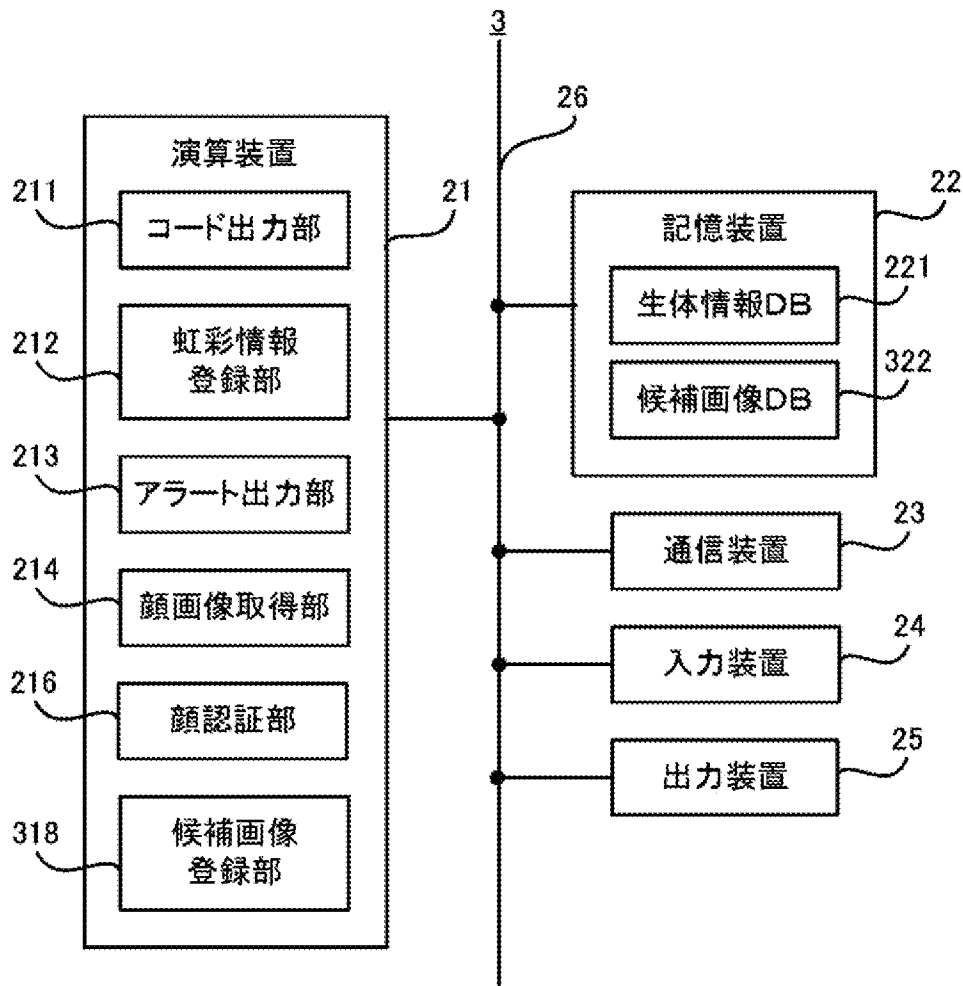 3
26
演算装置
211
コード出力部
21
212
虹彩情報
登録部
213
アラート出力部
214
顔画像取得部
216
顔認証部
318
候補画像
登録部
22
記憶装置
221
生体情報DB
322
候補画像DB
23
通信装置
24
入力装置
25
出力装置